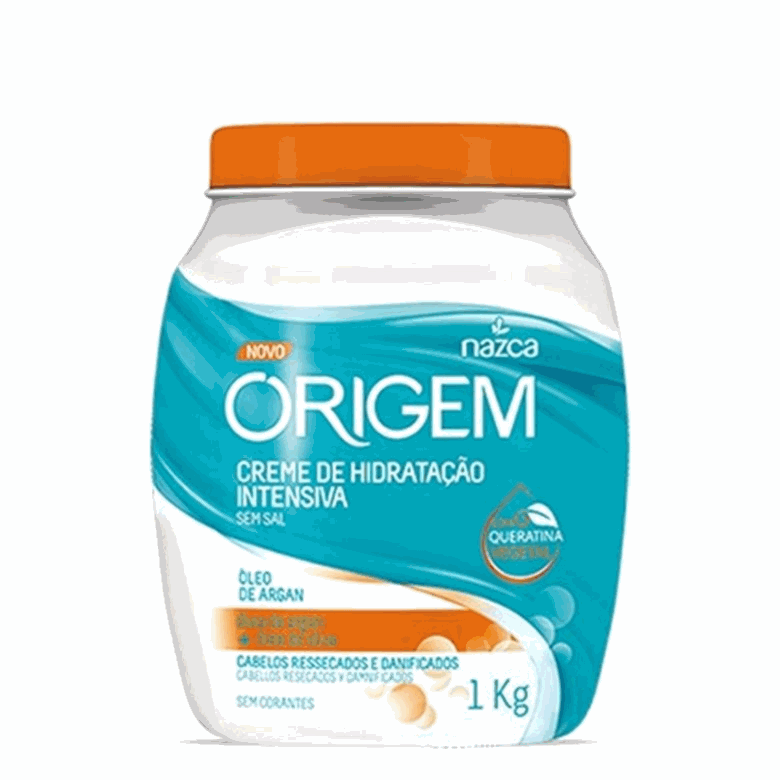 NOVO
nazca
ORIGEM
CREME DE HIDRATAÇÃO
INTENSIVA
SEM SAL
QUERATINA
VEGETAL
ÓLEO
DE ARGAN
CABELOS RESSECADOS E DANIFICADOS
CABELLOS RESECADOS Y DAMNIFICADOS
SEM CORANTES
1 Kg